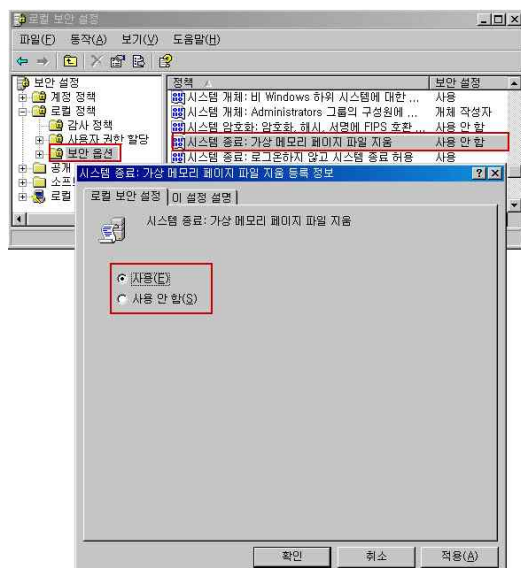 로컬 보안 설정
파일(F) 동작(A) 보기(V) 도움말(H)
보안 설정
계정 정책
로컬 정책
감사 정책
사용자 권한 할당
보안 옵션
공개
소프
로컬
정책 보안 설정
시스템 개체: 비 Windows 하위 시스템에 대한 ... 사용
시스템 개체: Administrators 그룹의 구성원에 ... 개체 작성자
시스템 암호화: 암호화, 해시, 서명에 FIPS 호환 ... 사용 안 함
시스템 종료: 가상 메모리 페이지 파일 지움 사용 안 함
시스템 종료: 로그온하지 않고 시스템 종료 허용 사용
시스템 종료: 가상 메모리 페이지 파일 지움 등록 정보
로컬 보안 설정 이 설정 설명
시스템 종료: 가상 메모리 페이지 파일 지움
사용(E)
사용 안 함(S)
확인 취소 적용(A)